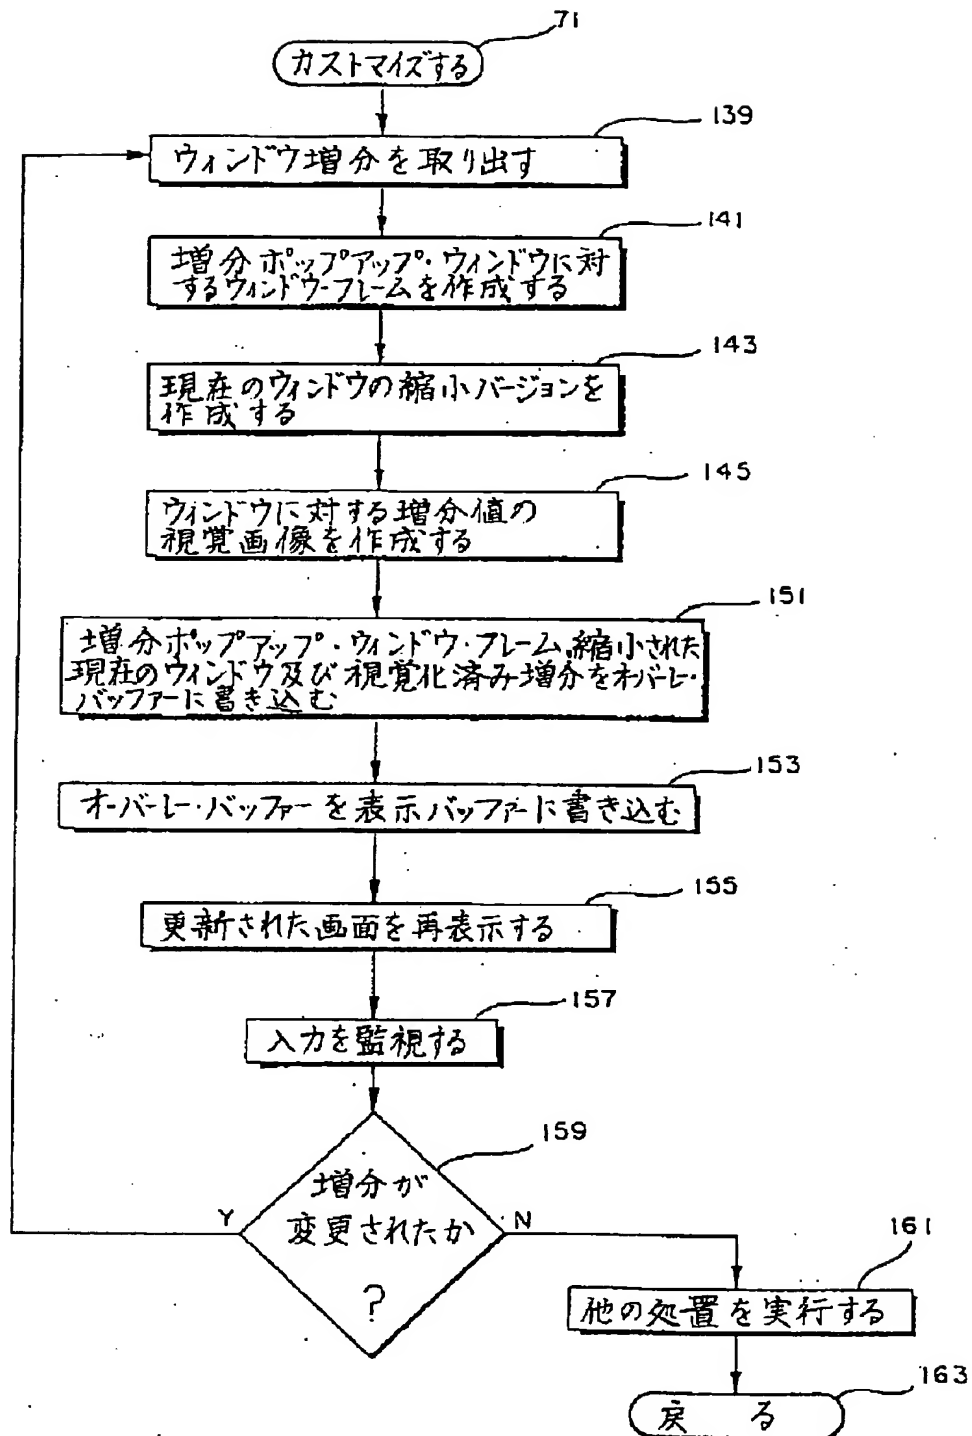 71
カストマイズする
139
ウィンドウ増分を取り出す
141
増分ポップアップ・ウィンドウに対
するウィンドウ・フレームを作成する
143
現在のウィンドウの縮小バージョンを
作成する
145
ウィンドウに対する増分値の
視覚画像を作成する
151
増分ポップアップ・ウィンドウ・フレーム、縮小された
現在のウィンドウ及び視覚化済み増分をオーバーレー・
バッファーに書き込む
153
オーバーレー・バッファーを表示バッファーに書き込む
155
更新された画面を再表示する
157
入力を監視する
159
増分が
変更されたか
?
Y
N
161
他の処置を実行する
163
戻る